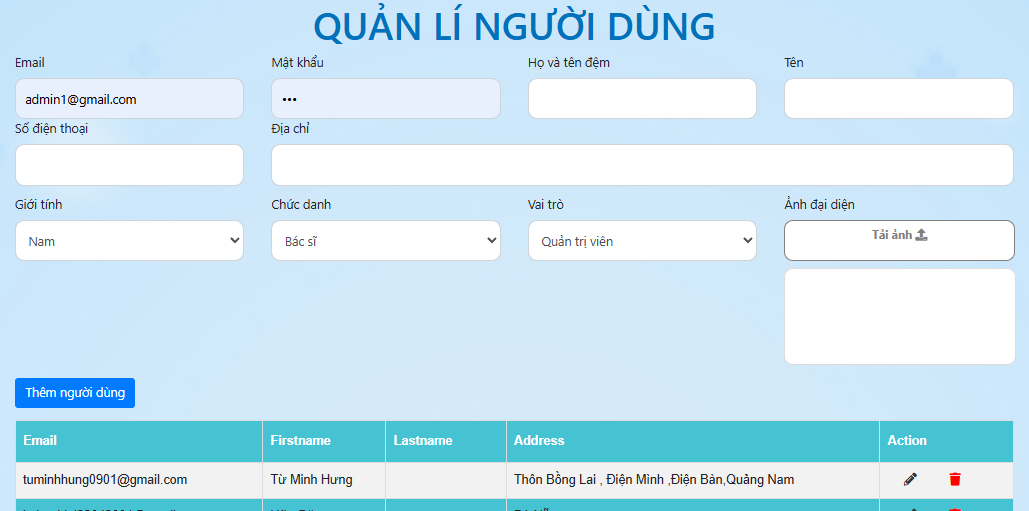 QUẢN LÍ NGƯỜI DÙNG
Email Mật khẩu Họ và tên đệm Tên
admin1@gmail.com •••
Số điện thoại Địa chỉ
Giới tính Chức danh Vai trò Ảnh đại diện
Nam Bác sĩ Quản trị viên Tải ảnh
Thêm người dùng
Email Firstname Lastname Address Action
tuminhhung0901@gmail.com Từ Minh Hưng Thôn Bồng Lai , Điện Minh ,Điện Bàn,Quảng Nam